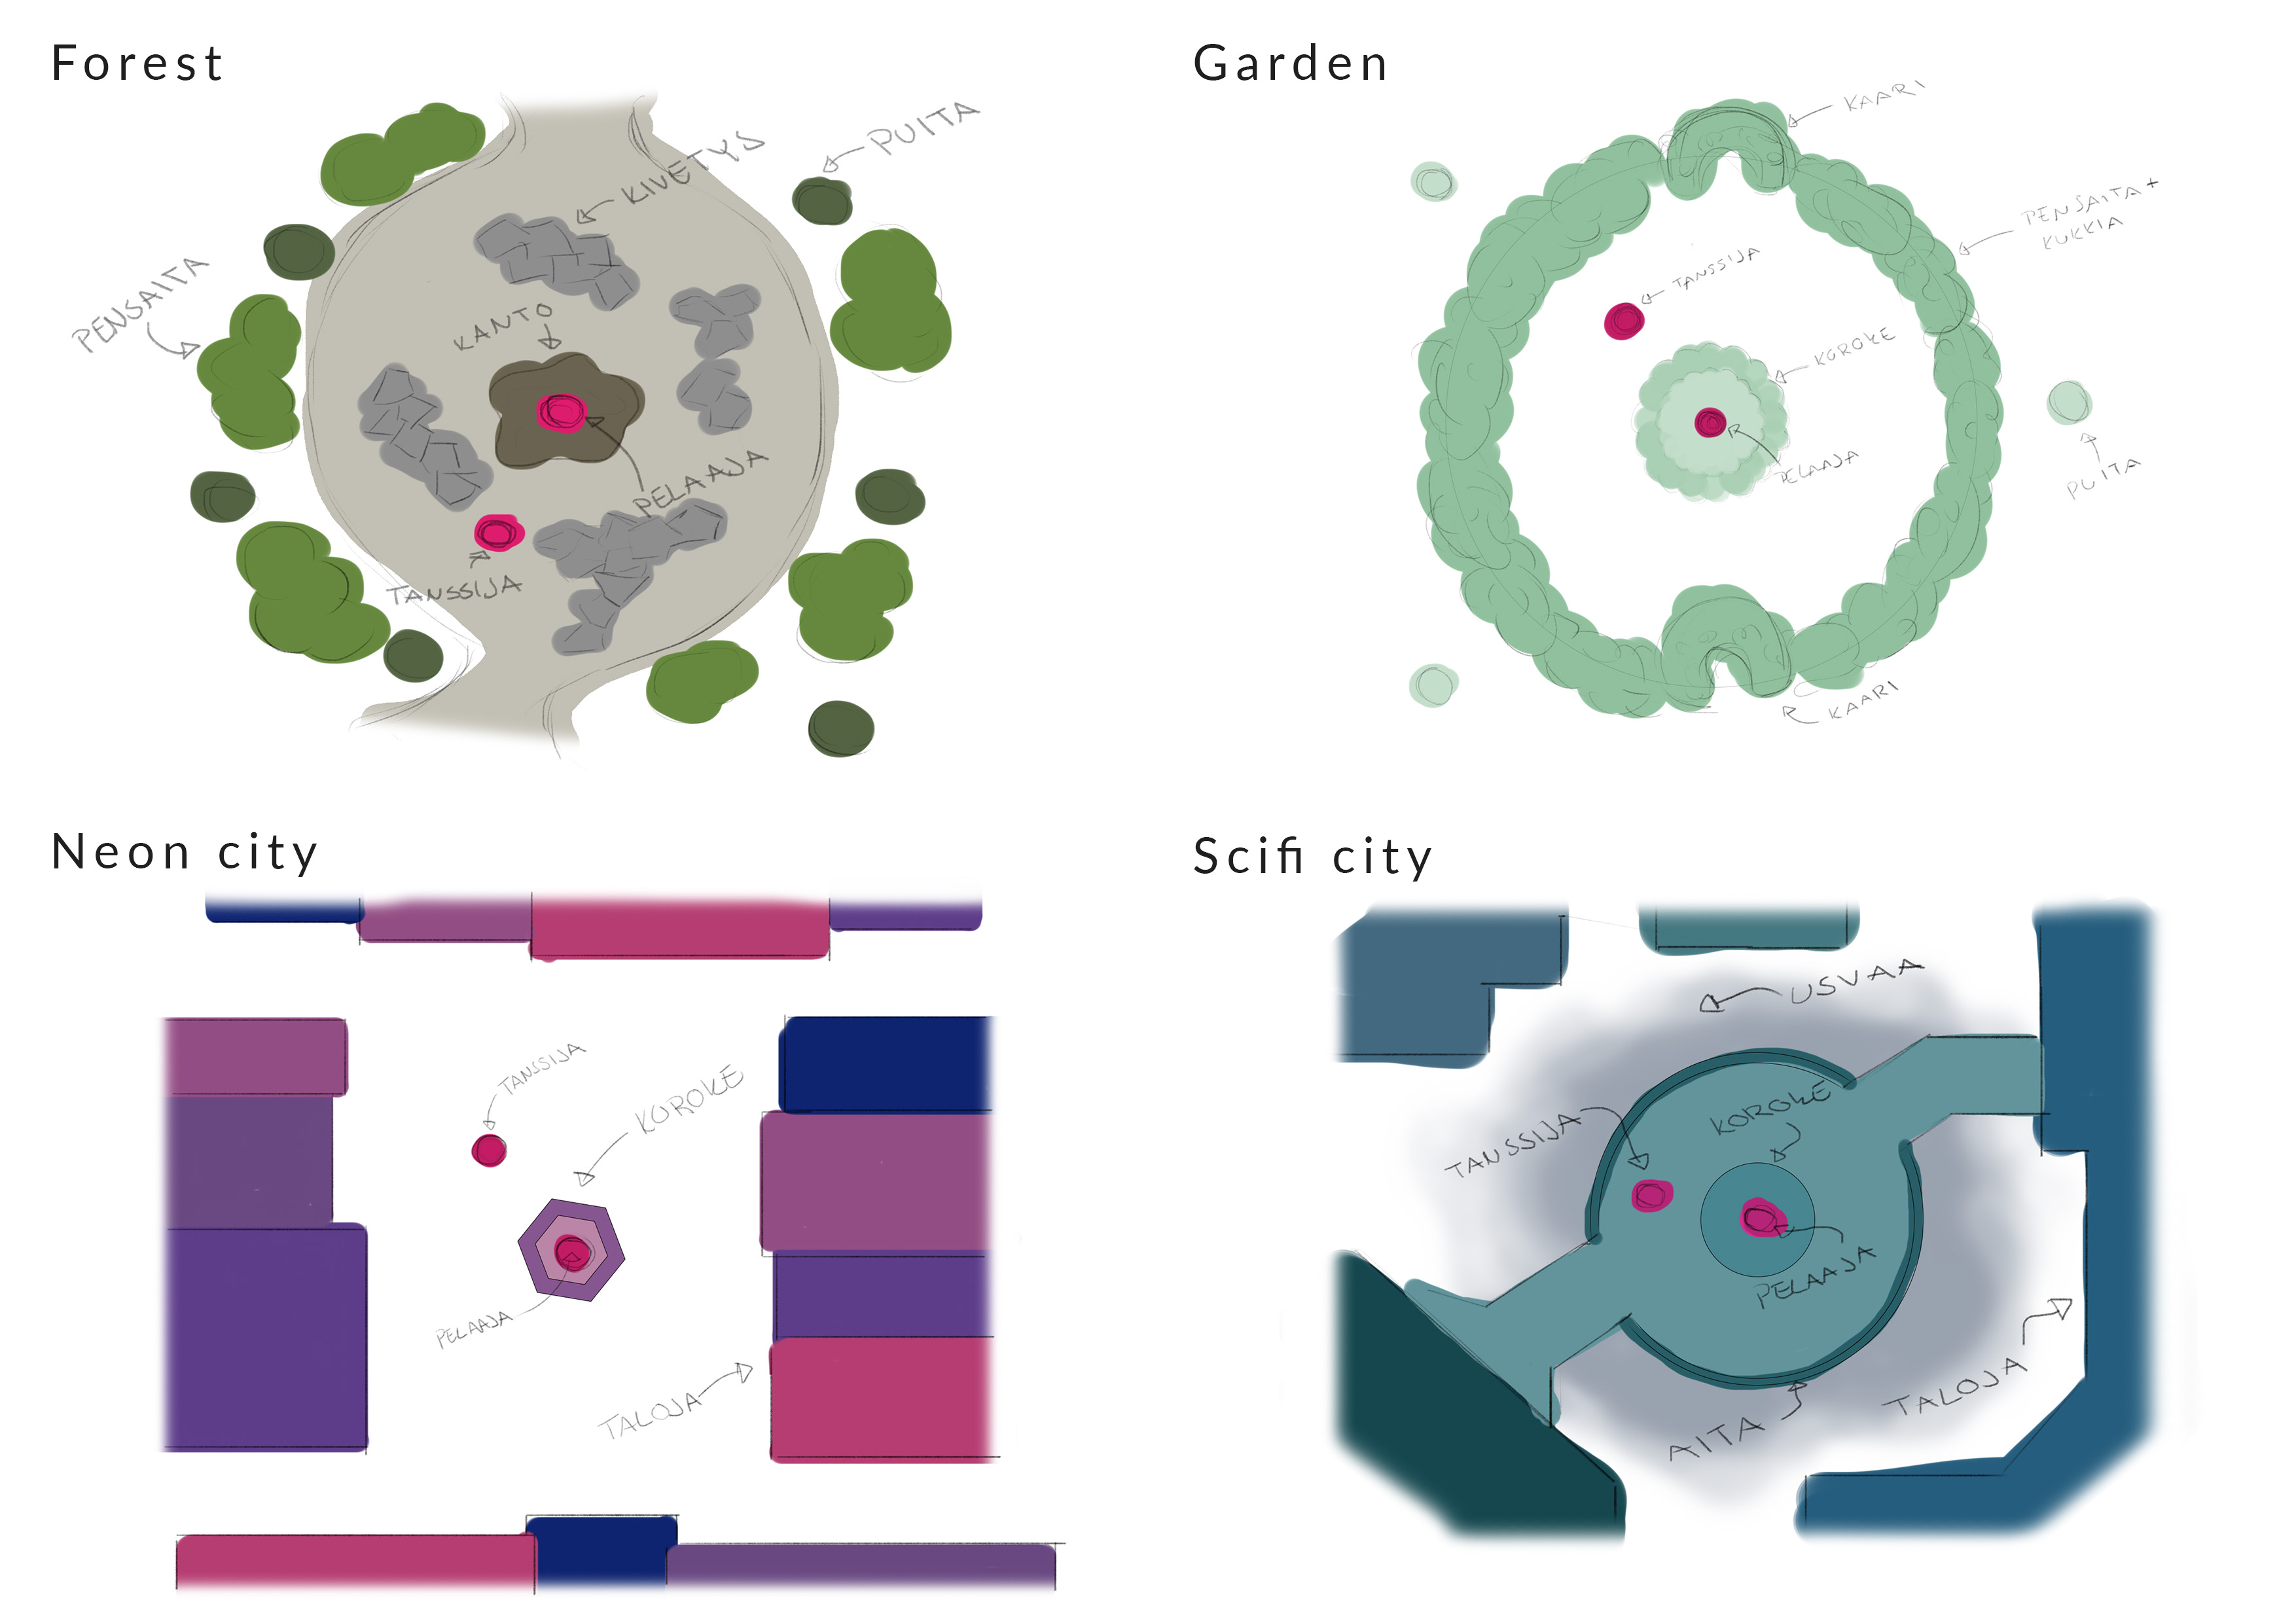 Forest
PUITA
KIVETYS
PENSAITA
KANTO
PELAAJA
TANSSIJA
Garden
KAARI
PENSAITA +
KUKKIA
TANSSIJA
KOROKE
PELAAJA
PUITA
KAARI
Neon city
TANSSIJA
KOROKE
PELAAJA
TALOJA
Scifi city
USVAA
KOROKE
TANSSIJA
PELAAJA
TALOJA
AITA